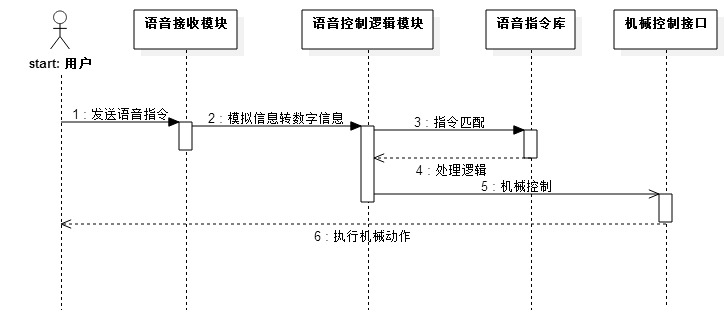 语音接收模块
语音控制逻辑模块
语音指令库
机械控制接口
start: 用户
1 : 发送语音指令
2 : 模拟信息转数字信息
3 : 指令匹配
4 : 处理逻辑
5 : 机械控制
6 : 执行机械动作